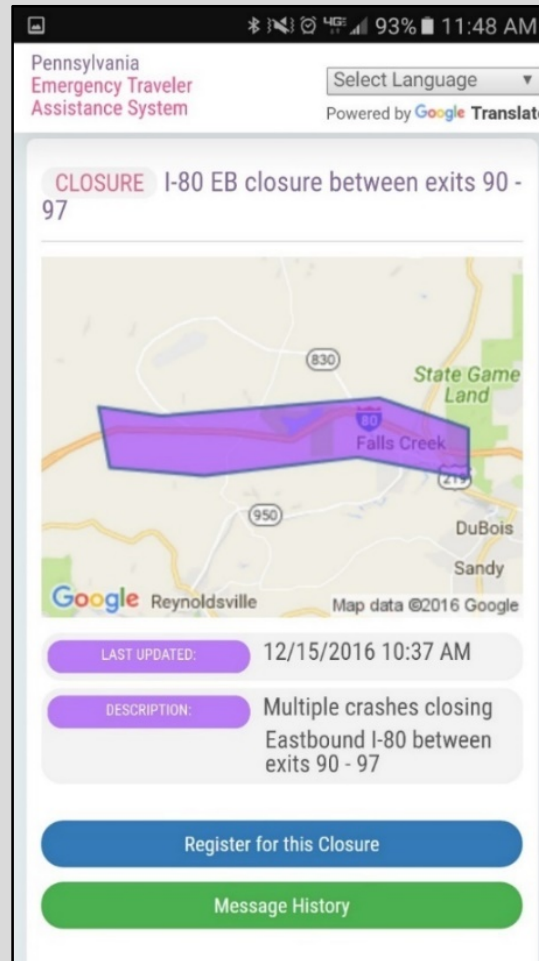 93% 11:48 AM
Pennsylvania
Emergency Traveler
Assistance System
Select Language
Powered by Google Translate
CLOSURE I-80 EB closure between exits 90 -
97
830
State Game
Land
80
Falls Creek
219
950
DuBois
Sandy
Google Reynoldsville Map data ©2016 Google
LAST UPDATED: 12/15/2016 10:37 AM
DESCRIPTION: Multiple crashes closing
Eastbound I-80 between
exits 90 - 97
Register for this Closure
Message History